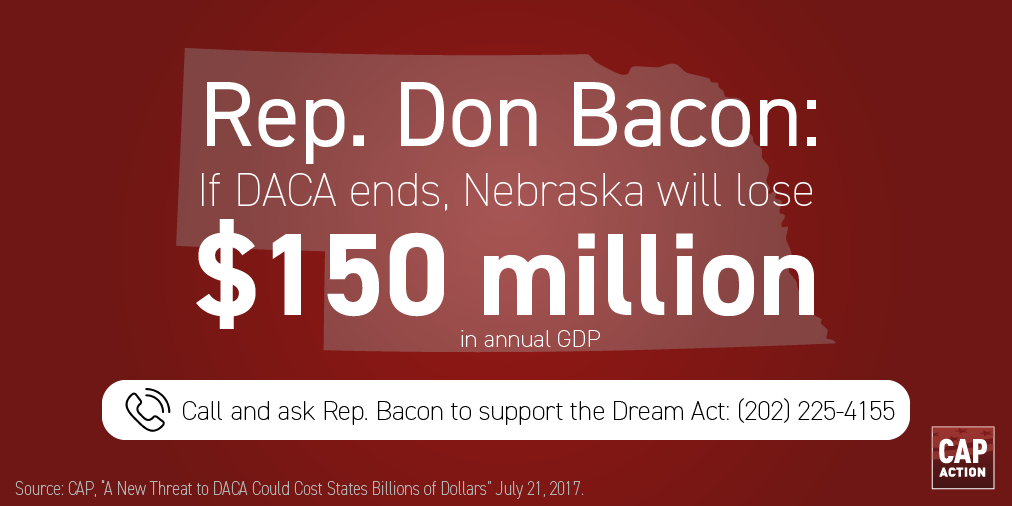 Rep. Don Bacon:
If DACA ends, Nebraska will lose
$150 million
in annual GDP
Call and ask Rep. Bacon to support the Dream Act: (202) 225-4155
CAP
ACTION
Source: CAP, "A New Threat to DACA Could Cost States Billions of Dollars" July 21, 2017.